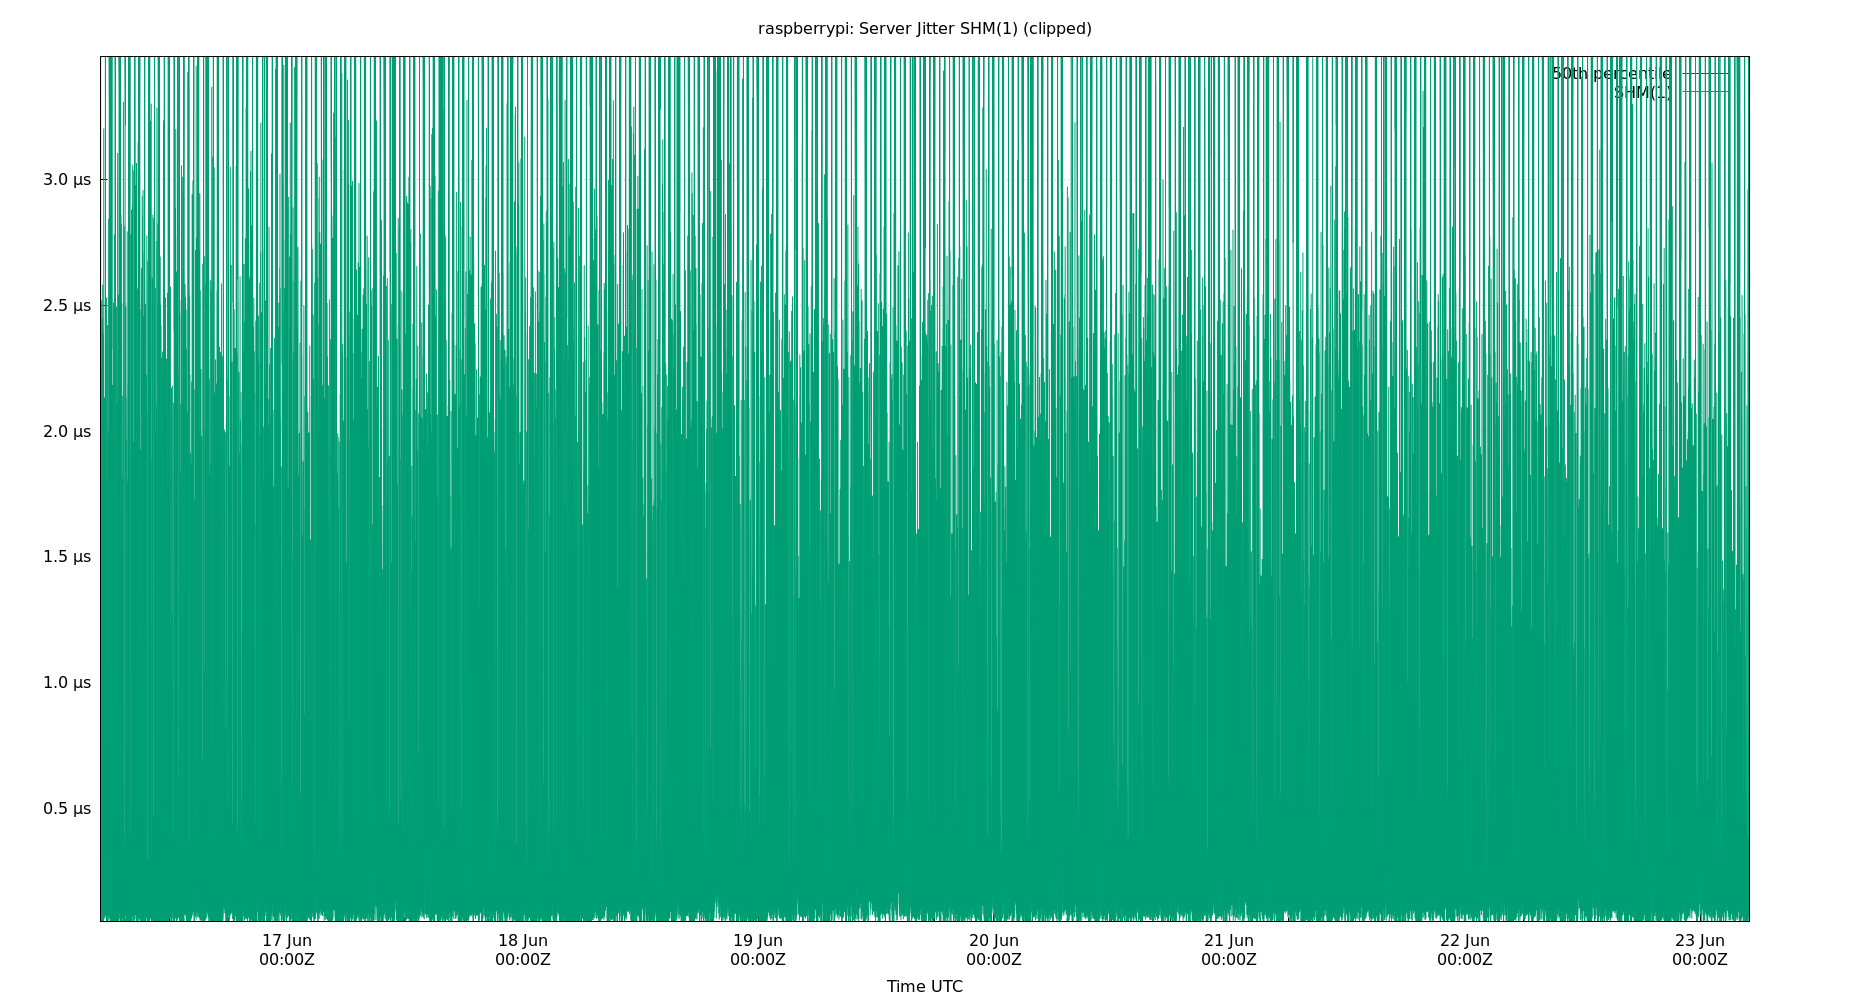 raspberrypi: Server Jitter SHM(1) (clipped)
50th percentile
SHM(1)
3.0 µs
2.5 µs
2.0 µs
1.5 µs
1.0 µs
0.5 µs
17 Jun 18 Jun 19 Jun 20 Jun 21 Jun 22 Jun 23 Jun
00:00Z 00:00Z 00:00Z 00:00Z 00:00Z 00:00Z 00:00Z
Time UTC